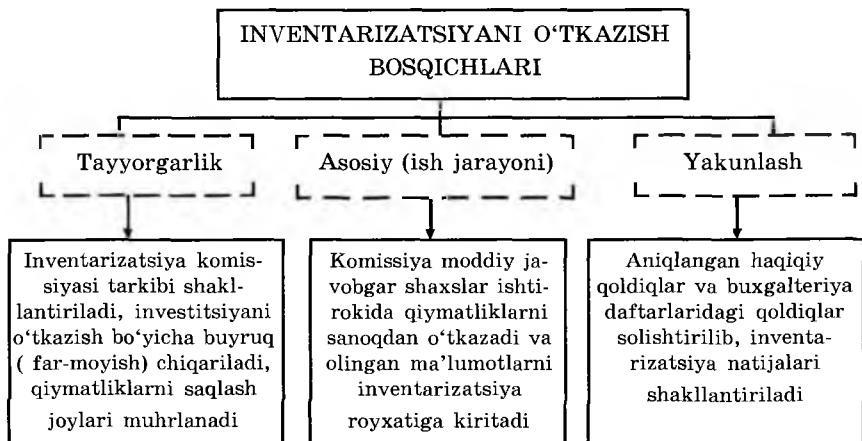 INVENTARIZATSIYANI O‘TKAZISH
BOSQICHLARI
Tayyorgarlik
Asosiy (ish jarayoni)
Yakunlash
Inventarizatsiya komis-
siyasi tarkibi shakl-
lantiriladi, investitsiyani
o‘tkazish bo‘yicha buyruq
( far-moyish) chiqariladi,
qiymatliklarni saqlash
joylari muhrlanadi
Komissiya moddiy ja-
vobgar shaxslar ishti-
rokida qiymatliklarni
sanoqdan o‘tkazadi va
olingan ma’lumotlarni
inventarizatsiya
royxatiga kiritadi
Aniqlangan haqiqiy
qoldiqlar va buxgalteriya
daftarlaridagi qoldiqlar
solishtirilib, inventa-
rizatsiya natijalari
shakllantiriladi